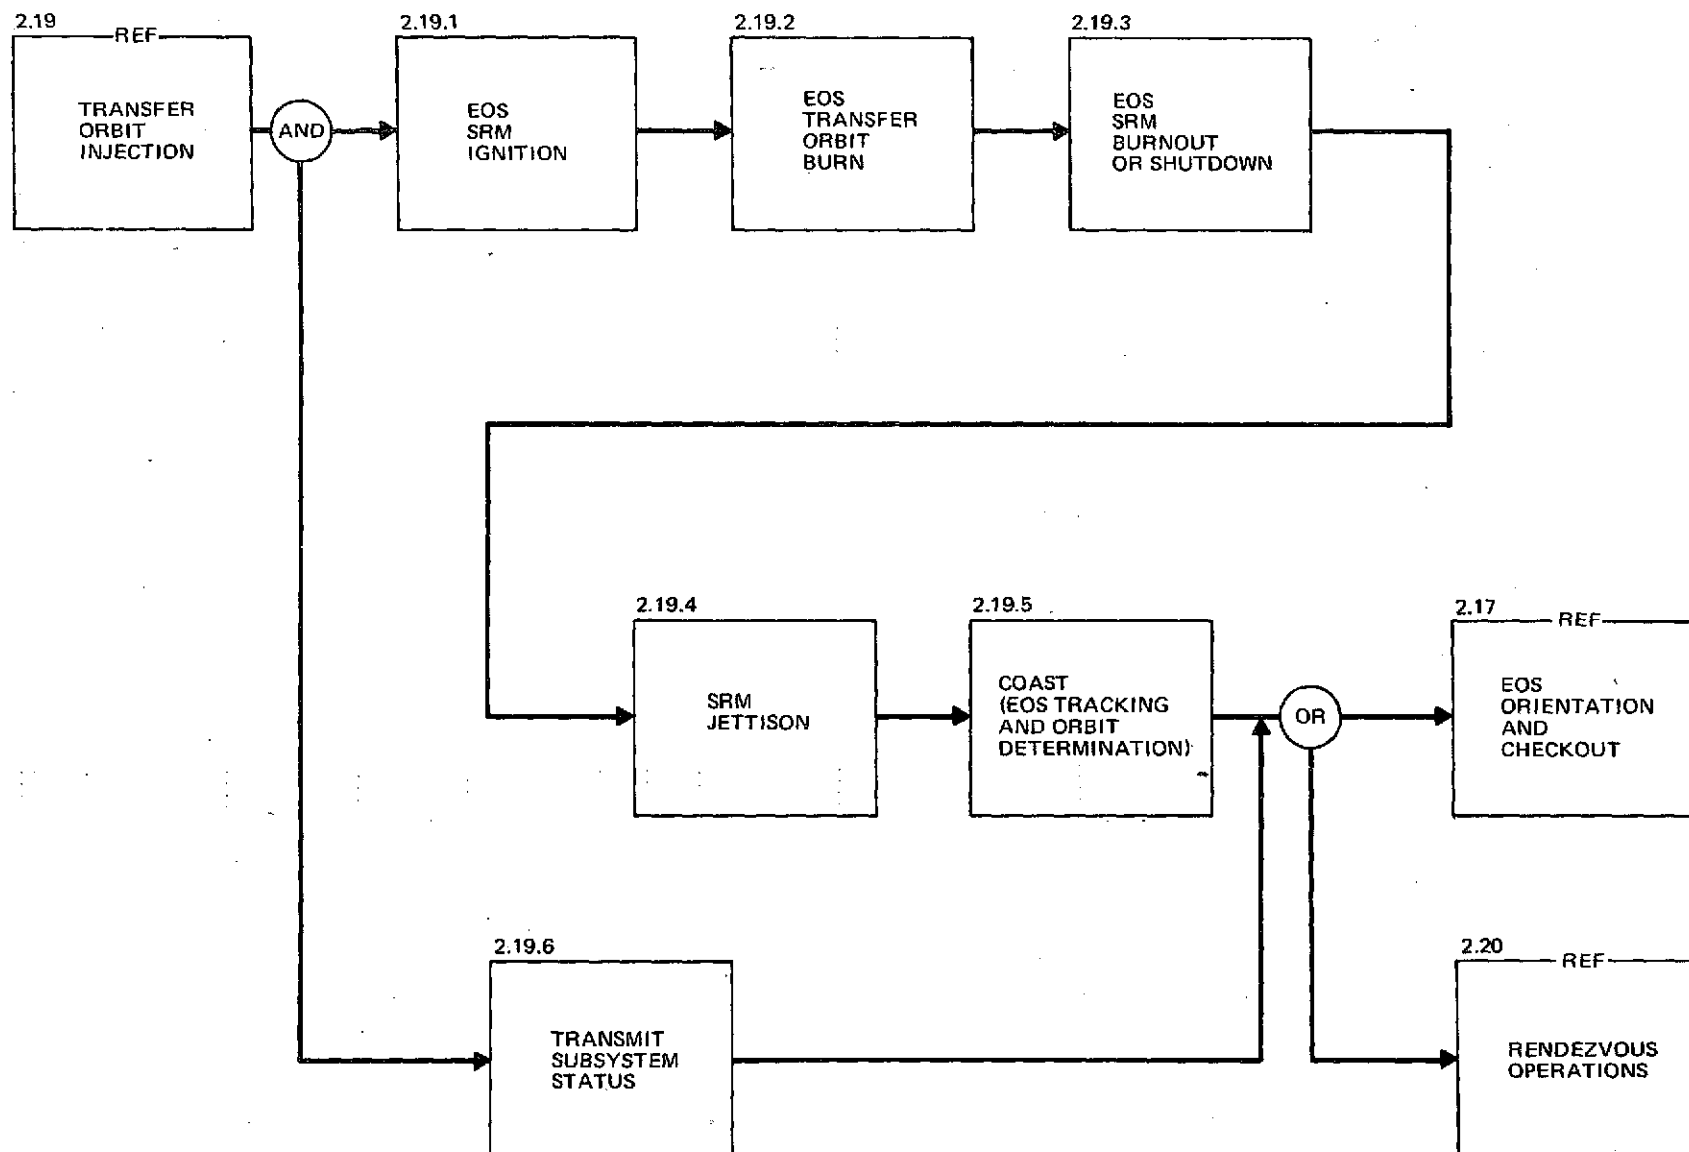 2.19
REF
TRANSFER
ORBIT
INJECTION
AND
2.19.1
EOS
SRM
IGNITION
2.19.2
EOS
TRANSFER
ORBIT
BURN
2.19.3
EOS
SRM
BURNOUT
OR SHUTDOWN
2.19.4
SRM
JETTISON
2.19.5
COAST
(EOS TRACKING
AND ORBIT
DETERMINATION)
OR
2.17
REF
EOS
ORIENTATION
AND
CHECKOUT
2.19.6
TRANSMIT
SUBSYSTEM
STATUS
2.20
REF
RENDEZVOUS
OPERATIONS